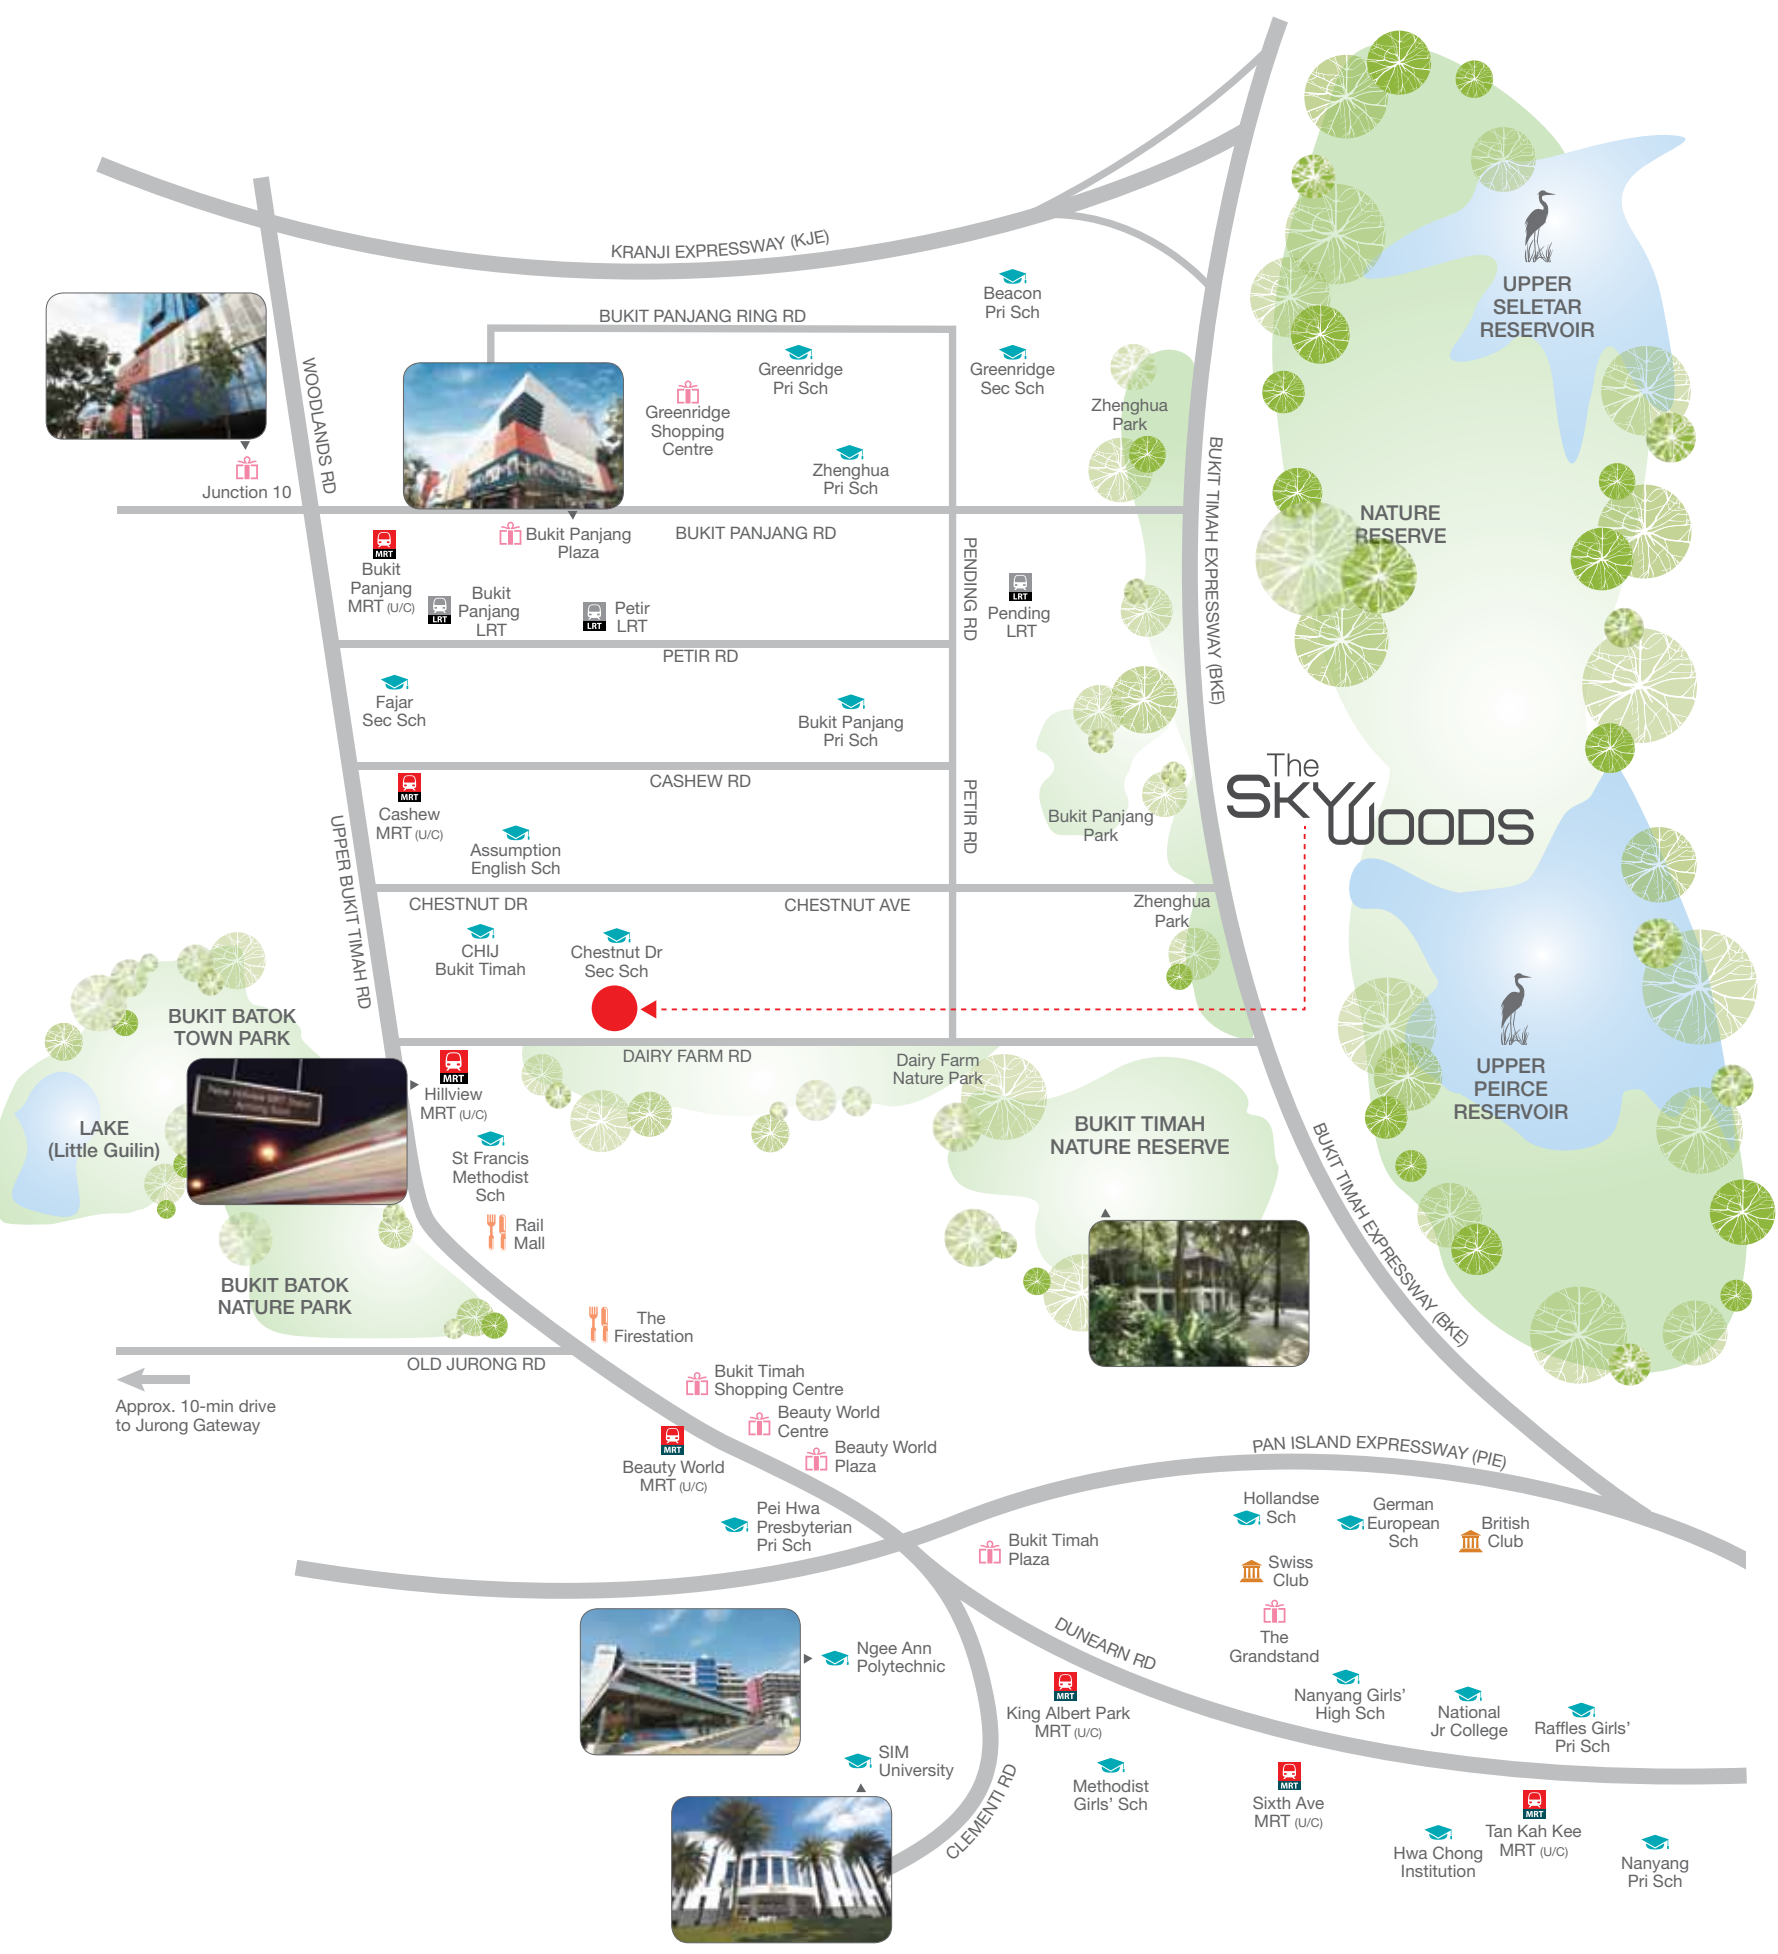 KRANJI EXPRESSWAY (KJE)
Beacon
Pri Sch
BUKIT PANJANG RING RD
Greenridge
Pri Sch
Greenridge
Sec Sch
Greenridge
Shopping
Centre
Zhenghua
Pri Sch
Zhenghua
Park
WOODLANDS RD
Junction 10
UPPER
SELETAR
RESERVOIR
BUKIT TIMAH EXPRESSWAY (BKE)
NATURE
RESERVE
Bukit Panjang
Plaza
BUKIT PANJANG RD
MRT
Bukit
Panjang
MRT (U/C)
LRT
Bukit
Panjang
LRT
LRT
Petir
LRT
PENDING RD
LRT
Pending
LRT
PETIR RD
Fajar
Sec Sch
Bukit Panjang
Pri Sch
CASHEW RD
MRT
Cashew
MRT (U/C)
Assumption
English Sch
PETIR RD
Bukit Panjang
Park
The
SKYWOODS
UPPER BUKIT TIMAH RD
CHESTNUT DR
CHESTNUT AVE
Zhenghua
Park
CHIJ
Bukit Timah
Chestnut Dr
Sec Sch
BUKIT BATOK
TOWN PARK
DAIRY FARM RD
Dairy Farm
Nature Park
MRT
Hillview
MRT (U/C)
LAKE
(Little Guilin)
UPPER
PEIRCE
RESERVOIR
BUKIT TIMAH
NATURE RESERVE
St Francis
Methodist
Sch
Rail
Mall
BUKIT TIMAH EXPRESSWAY (BKE)
BUKIT BATOK
NATURE PARK
The
Firestation
OLD JURONG RD
Approx. 10-min drive
to Jurong Gateway
Bukit Timah
Shopping Centre
Beauty World
Centre
Beauty World
Plaza
MRT
Beauty World
MRT (U/C)
PAN ISLAND EXPRESSWAY (PIE)
Pei Hwa
Presbyterian
Pri Sch
Bukit Timah
Plaza
Hollandse
Sch
German
European
Sch
British
Club
Swiss
Club
The
Grandstand
DUNEARN RD
Ngee Ann
Polytechnic
MRT
King Albert Park
MRT (U/C)
Nanyang Girls'
High Sch
National
Jr College
Raffles Girls'
Pri Sch
SIM
University
CLEMENTI RD
Methodist
Girls' Sch
MRT
Sixth Ave
MRT (U/C)
MRT
Tan Kah Kee
MRT (U/C)
Hwa Chong
Institution
Nanyang
Pri Sch